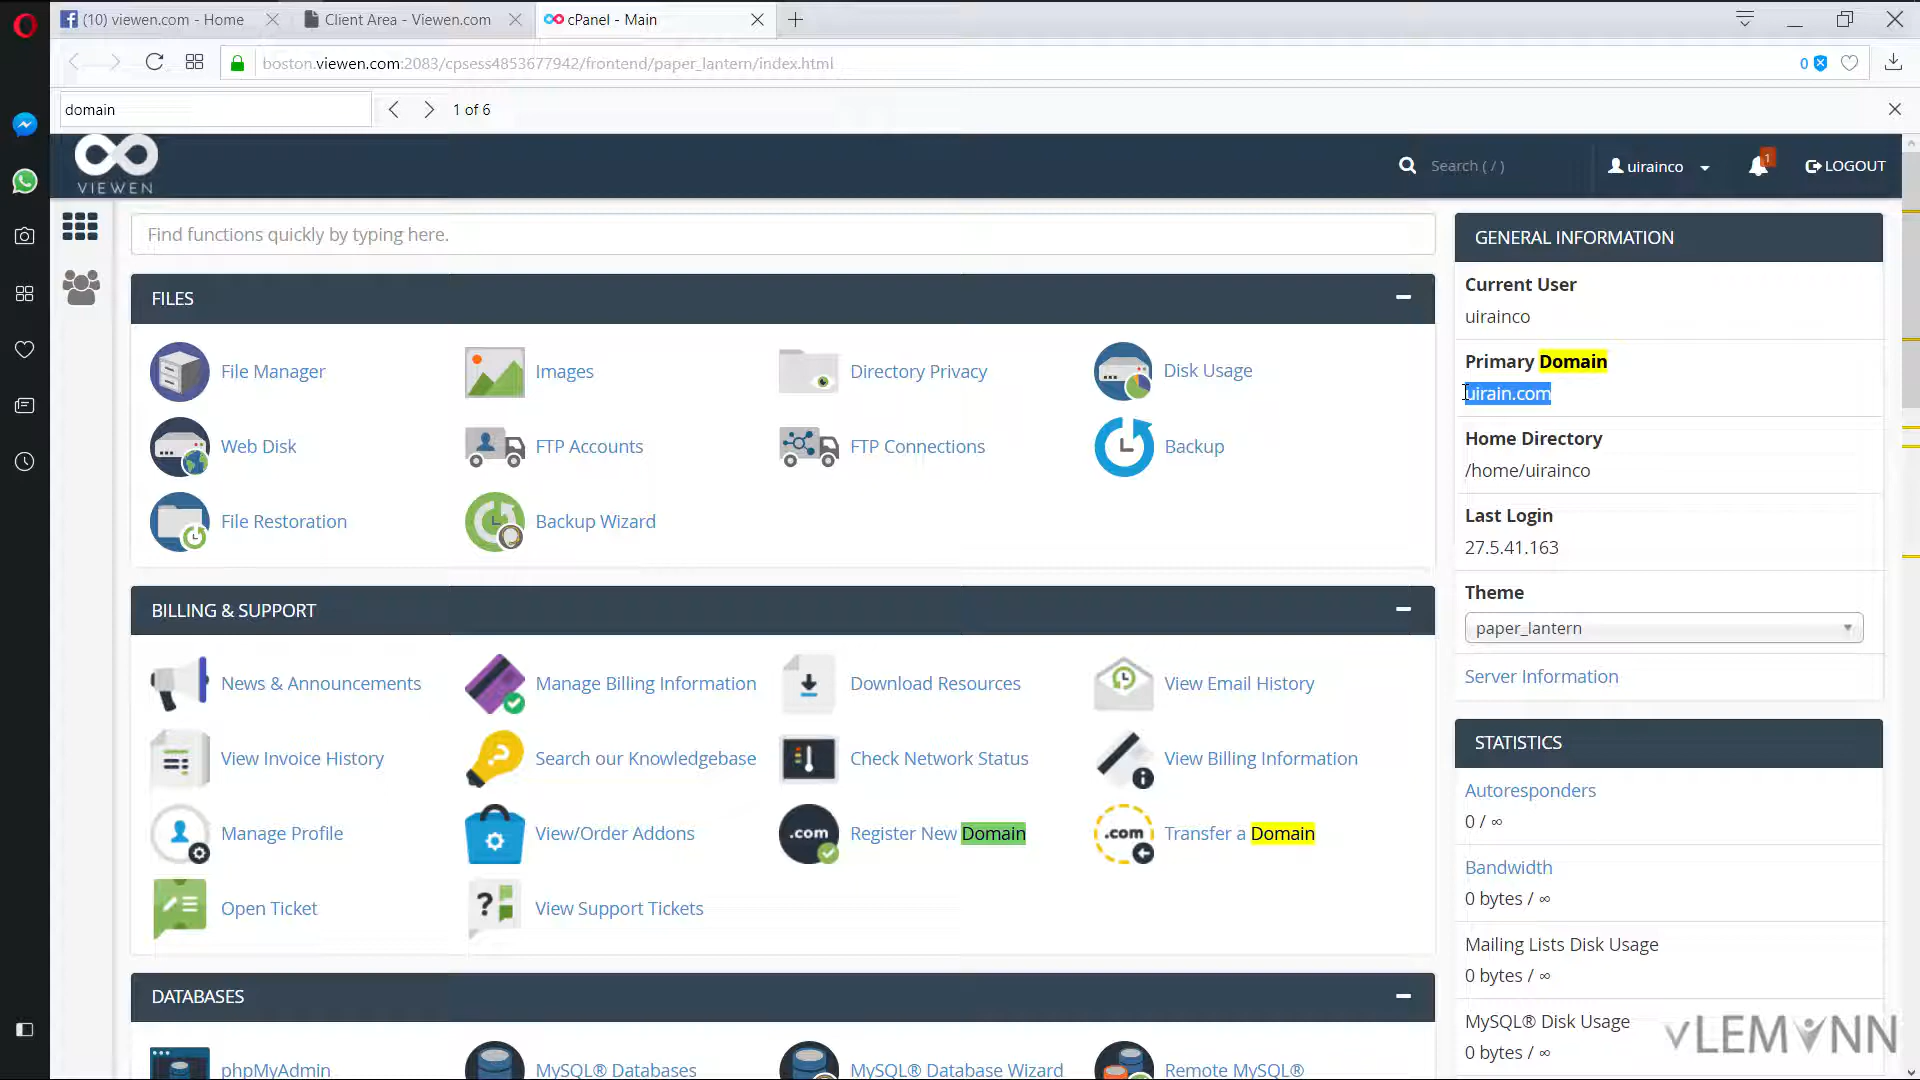 (10) viewen.com - Home
Client Area - Viewen.com
cPanel - Main
boston.viewen.com:2083/cpsess4853677942/frontend/paper_lantern/index.html
0
domain
1 of 6
VIEWEN
Search ( / )
uirainco
1
LOGOUT
Find functions quickly by typing here.
FILES
File Manager
Images
Directory Privacy
Disk Usage
Web Disk
FTP Accounts
FTP Connections
Backup
File Restoration
Backup Wizard
BILLING & SUPPORT
News & Announcements
Manage Billing Information
Download Resources
View Email History
View Invoice History
Search our Knowledgebase
Check Network Status
View Billing Information
Manage Profile
View/Order Addons
.com
Register New Domain
.com
Transfer a Domain
Open Ticket
View Support Tickets
DATABASES
phpMyAdmin
MySQL® Databases
MySQL® Database Wizard
Remote MySQL®
GENERAL INFORMATION
Current User
uirainco
Primary Domain
uirain.com
Home Directory
/home/uirainco
Last Login
27.5.41.163
Theme
paper_lantern
Server Information
STATISTICS
Autoresponders
0 / ∞
Bandwidth
0 bytes / ∞
Mailing Lists Disk Usage
0 bytes / ∞
MySQL® Disk Usage
0 bytes / ∞